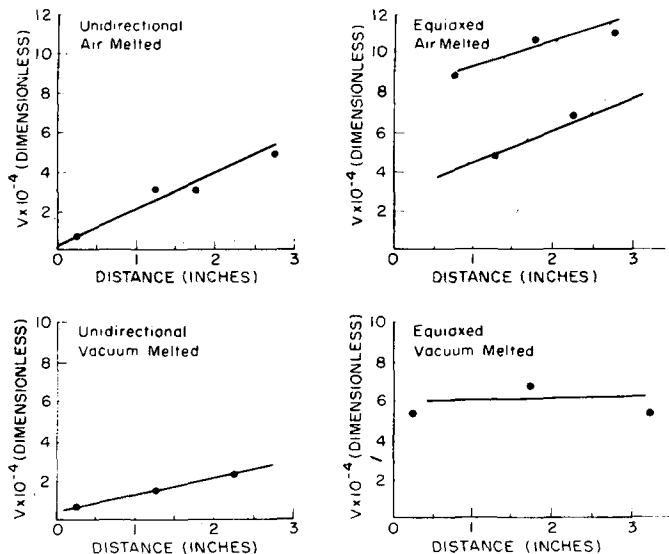 Unidirectional
Air Melted
12
10
8
6
4
2
0
1
2
3
V×10⁻⁴ (DIMENSIONLESS)
DISTANCE (INCHES)
Equiaxed
Air Melted
12
10
8
6
4
2
0
1
2
3
V×10⁻⁴ (DIMENSIONLESS)
DISTANCE (INCHES)
Unidirectional
Vacuum Melted
10
8
6
4
2
0
1
2
3
V×10⁻⁴ (DIMENSIONLESS)
DISTANCE (INCHES)
Equiaxed
Vacuum Melted
10
8
6
4
2
0
1
2
3
V×10⁻⁴ (DIMENSIONLESS)
DISTANCE (INCHES)